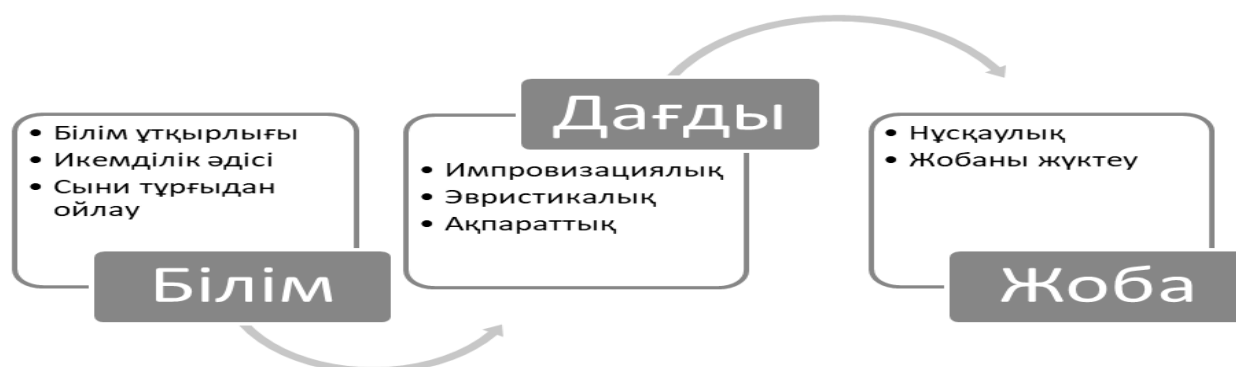 • Білім ұтқырлығы
• Икемділік әдісі
• Сыни тұрғыдан
ойлау
Білім
Дағды
• Импровизациялық
• Эвристикалық
• Ақпараттық
• Нұсқаулық
• Жобаны жүктеу
Жоба